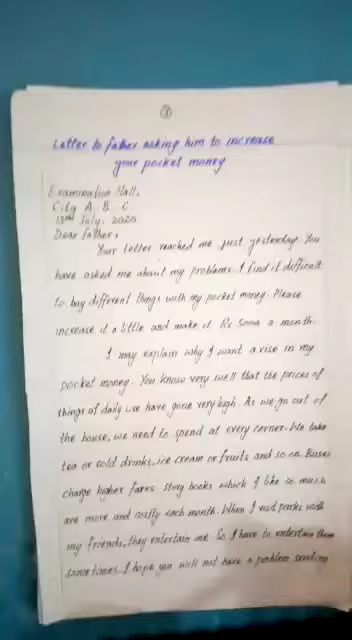 3
Letter to father asking him to increase
your pocket money
Examination Hall,
City A. B. C.
July, 2020.
Dear Father,
Your letter reached me just yesterday. You
have asked me about my problems. I find it difficult
to buy different things with my pocket money. Please
increase it a little and make it Rs a month.
I may explain why I want a rise in my
pocket money. You know very well that the prices of
things of daily use have gone very high. As we go out of
the house, we need to spend at every corner. We take
tea or cold drinks, ice cream or fruits and so on. Buses
charge higher fares. Story books which I like so much
are more and costly each month. When I visit parks with
my friends, they entertain me. So I have to entertain them
sometimes. I hope you will not have a problem sending